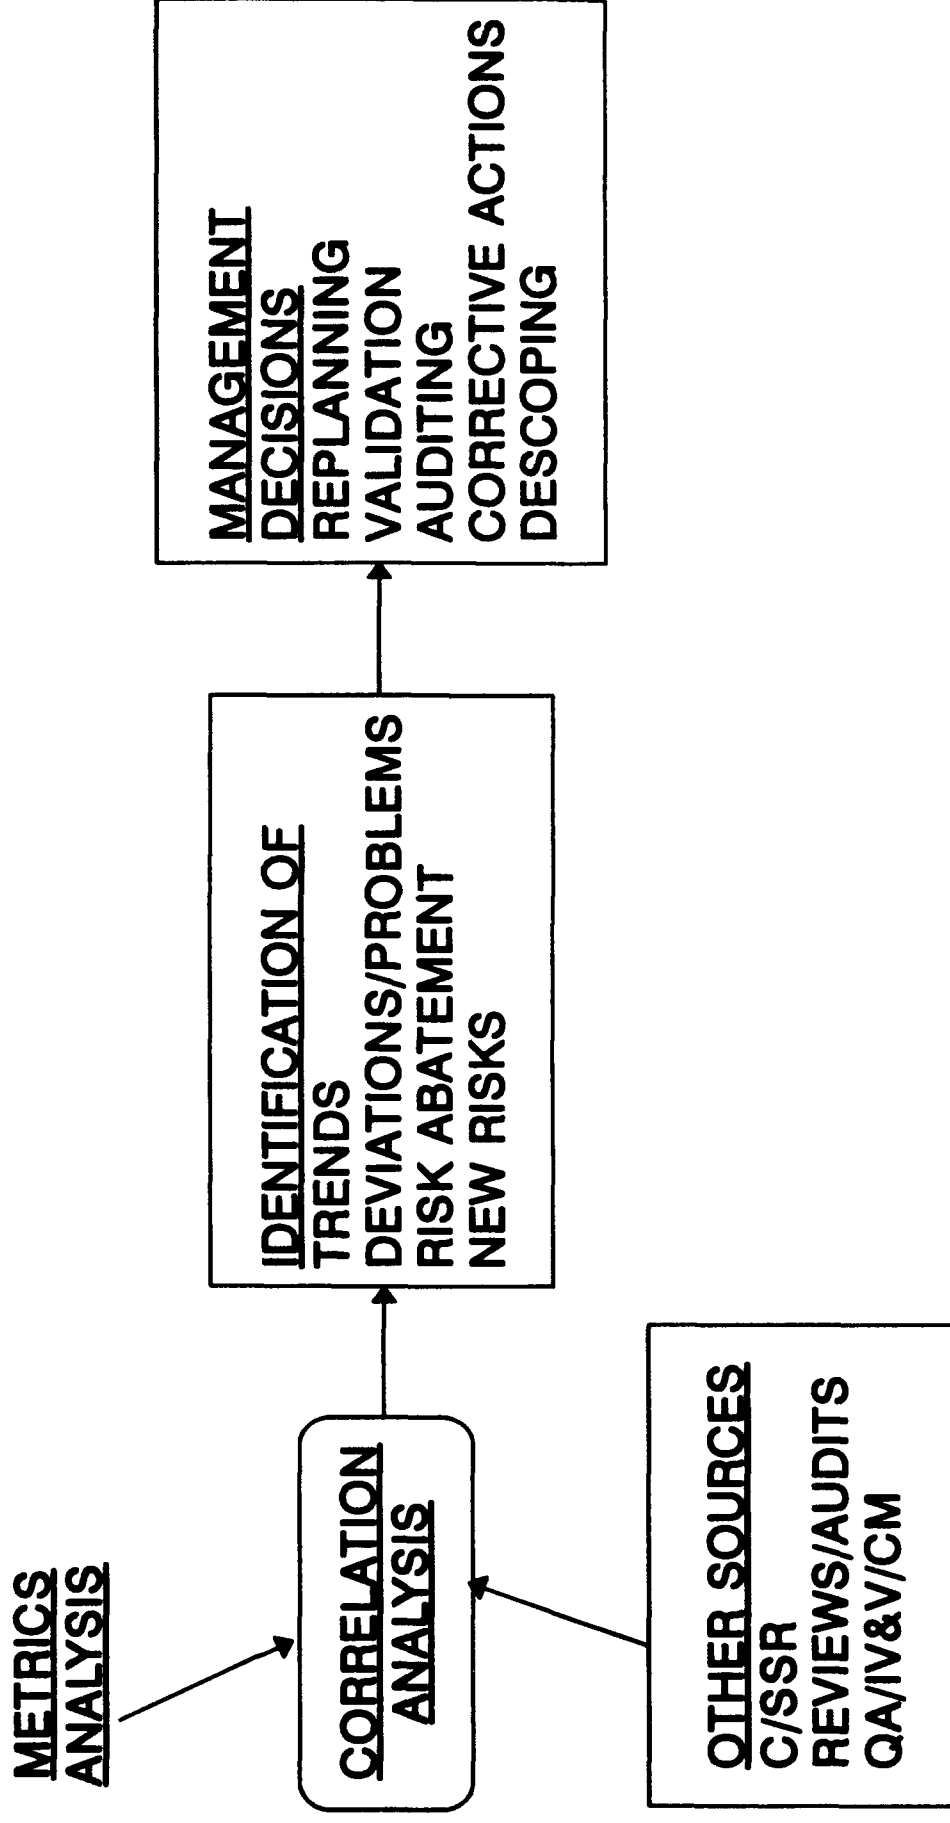 METRICS
ANALYSIS
CORRELATION
ANALYSIS
OTHER SOURCES
C/SSR
REVIEWS/AUDITS
QA/IV&V/CM
IDENTIFICATION OF
TRENDS
DEVIATIONS/PROBLEMS
RISK ABATEMENT
NEW RISKS
MANAGEMENT
DECISIONS
REPLANNING
VALIDATION
AUDITING
CORRECTIVE ACTIONS
DESCOPING